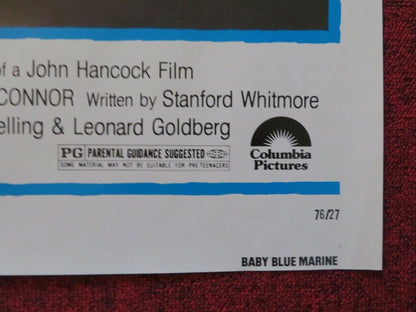 of a John Hancock Film
CONNOR Written by Stanford Whitmore
elling & Leonard Goldberg
PG PARENTAL GUIDANCE SUGGESTED
SOME MATERIAL MAY NOT BE SUITABLE FOR PRE-TEENAGERS
Columbia
Pictures
76/27
BABY BLUE MARINE